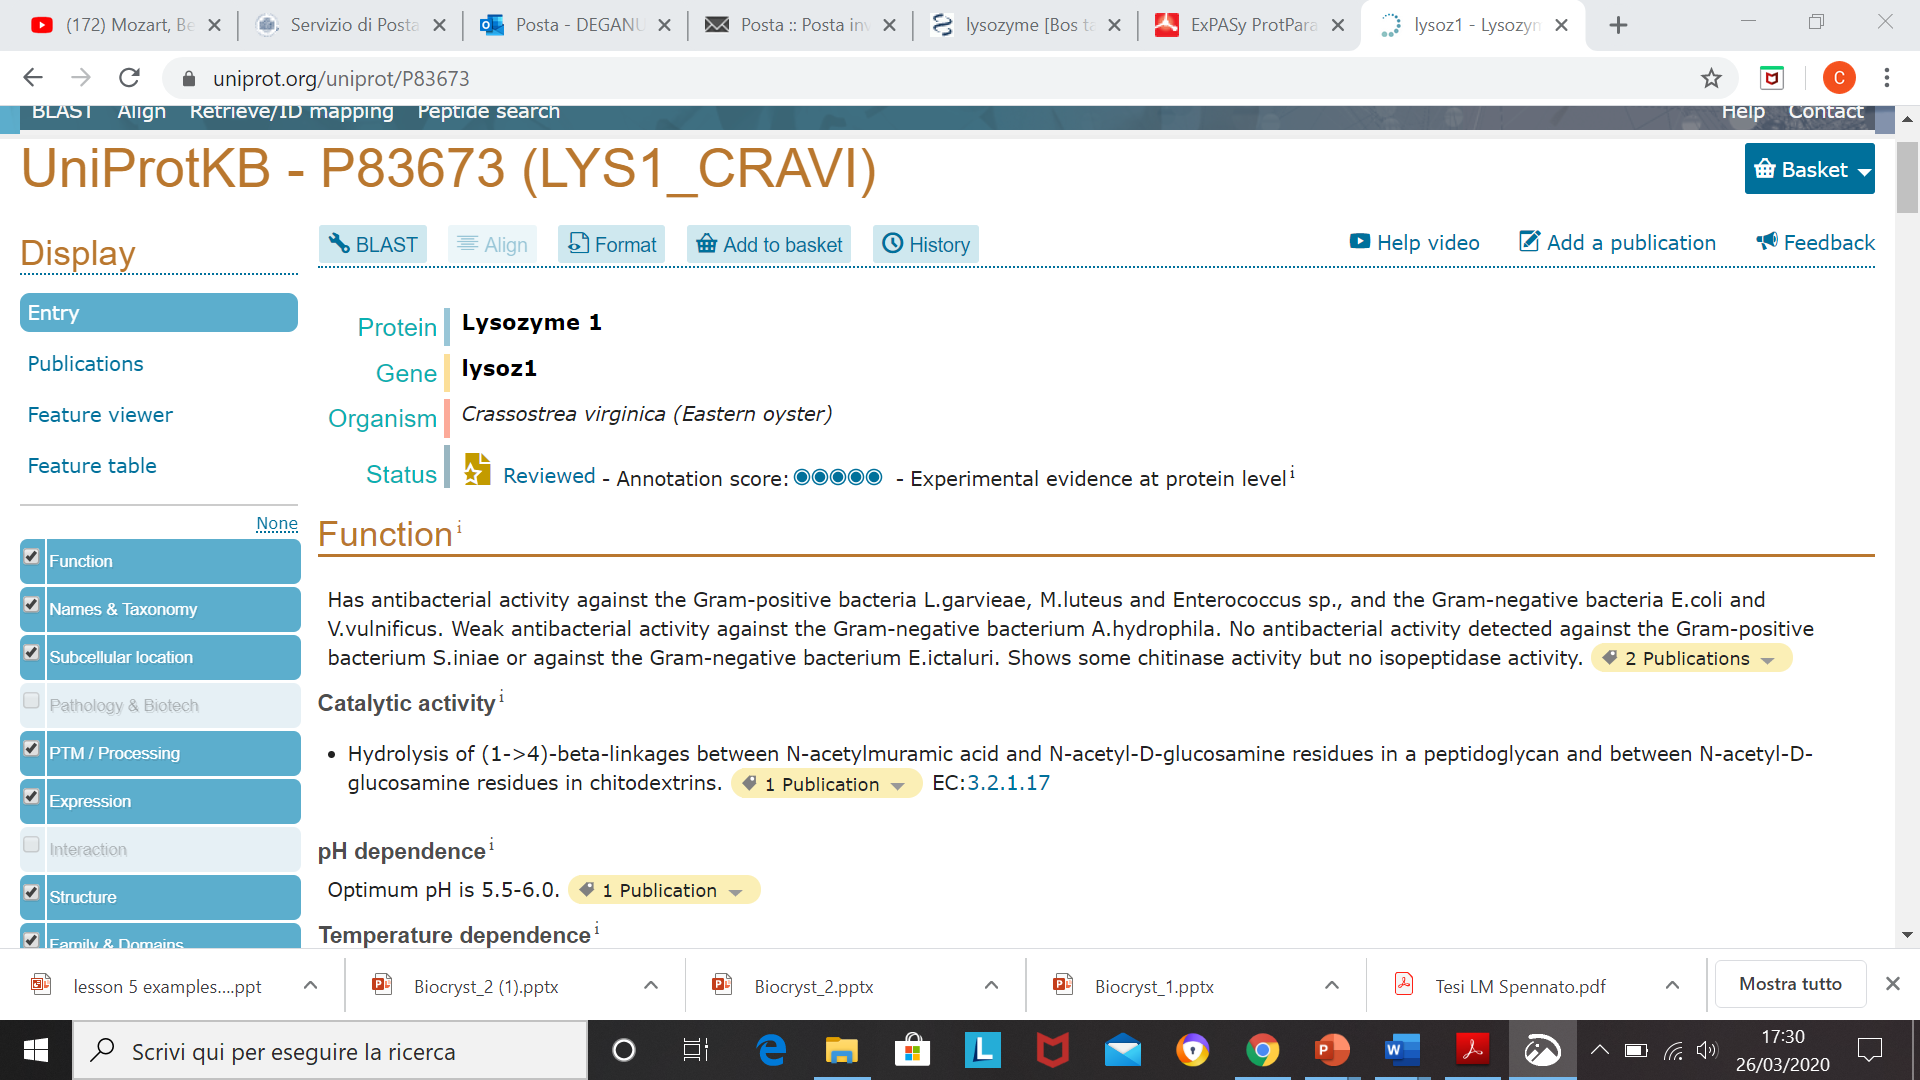 (172) Mozart, Be
Servizio di Posta
Posta - DEGANU
Posta :: Posta inv
lysozyme [Bos ta
ExPASy ProtPara
lysoz1 - Lysozym
uniprot.org/uniprot/P83673
C
BLAST Align Retrieve/ID mapping Peptide search Help Contact
UniProtKB - P83673 (LYS1_CRAVI)
Basket
Display
BLAST Align Format Add to basket History
Help video Add a publication Feedback
Entry
Publications
Feature viewer
Feature table
None
Function
Names & Taxonomy
Subcellular location
Pathology & Biotech
PTM / Processing
Expression
Interaction
Structure
Family & Domains
Protein Lysozyme 1
Gene lysoz1
Organism Crassostrea virginica (Eastern oyster)
Status Reviewed - Annotation score: - Experimental evidence at protein level i
Function i
Has antibacterial activity against the Gram-positive bacteria L.garvieae, M.luteus and Enterococcus sp., and the Gram-negative bacteria E.coli and
V.vulnificus. Weak antibacterial activity against the Gram-negative bacterium A.hydrophila. No antibacterial activity detected against the Gram-positive
bacterium S.iniae or against the Gram-negative bacterium E.ictaluri. Shows some chitinase activity but no isopeptidase activity. 2 Publications
Catalytic activity i
• Hydrolysis of (1->4)-beta-linkages between N-acetylmuramic acid and N-acetyl-D-glucosamine residues in a peptidoglycan and between N-acetyl-D-
glucosamine residues in chitodextrins. 1 Publication EC:3.2.1.17
pH dependence i
Optimum pH is 5.5-6.0. 1 Publication
Temperature dependence i
lesson 5 examples....ppt
Biocryst_2 (1).pptx
Biocryst_2.pptx
Biocryst_1.pptx
Tesi LM Spennato.pdf
Mostra tutto
Scrivi qui per eseguire la ricerca
17:30
26/03/2020